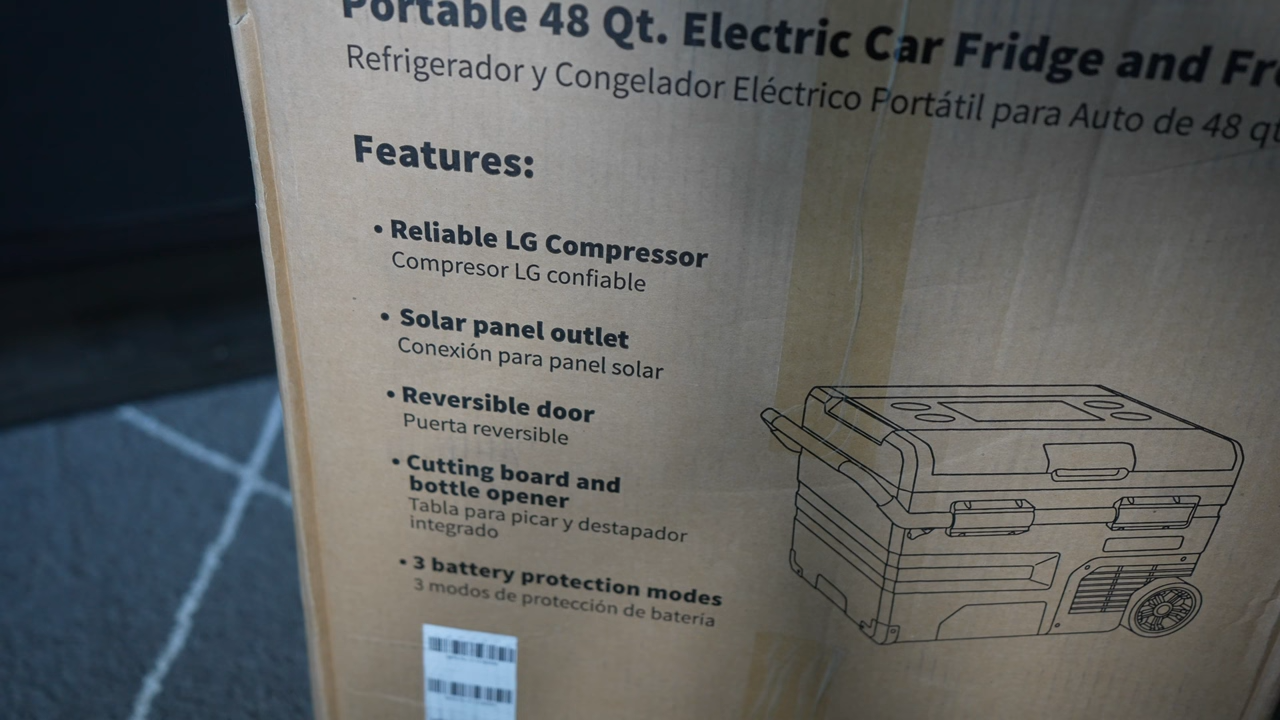 Portable 48 Qt. Electric Car Fridge and
Refrigerador y Congelador Eléctrico Portátil para Auto de 48
Features:
• Reliable LG Compressor
Compresor LG confiable
• Solar panel outlet
Conexión para panel solar
• Reversible door
Puerta reversible
• Cutting board and
bottle opener
Tabla para picar y destapador
integrado
• 3 battery protection modes
3 modos de protección de batería